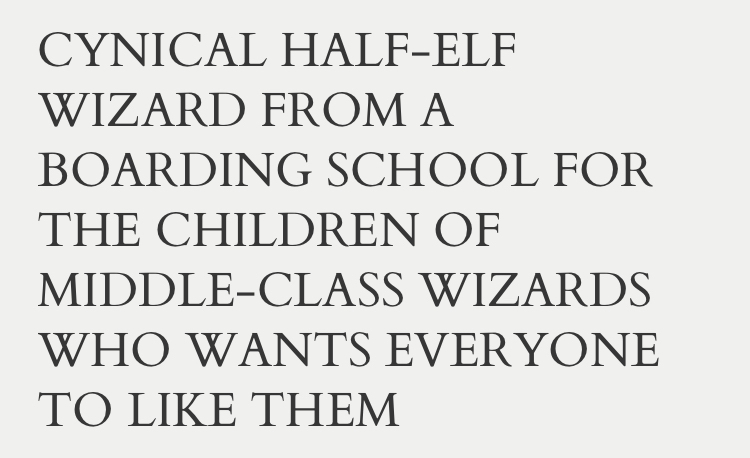 CYNICAL HALF-ELF
WIZARD FROM A
BOARDING SCHOOL FOR
THE CHILDREN OF
MIDDLE-CLASS WIZARDS
WHO WANTS EVERYONE
TO LIKE THEM